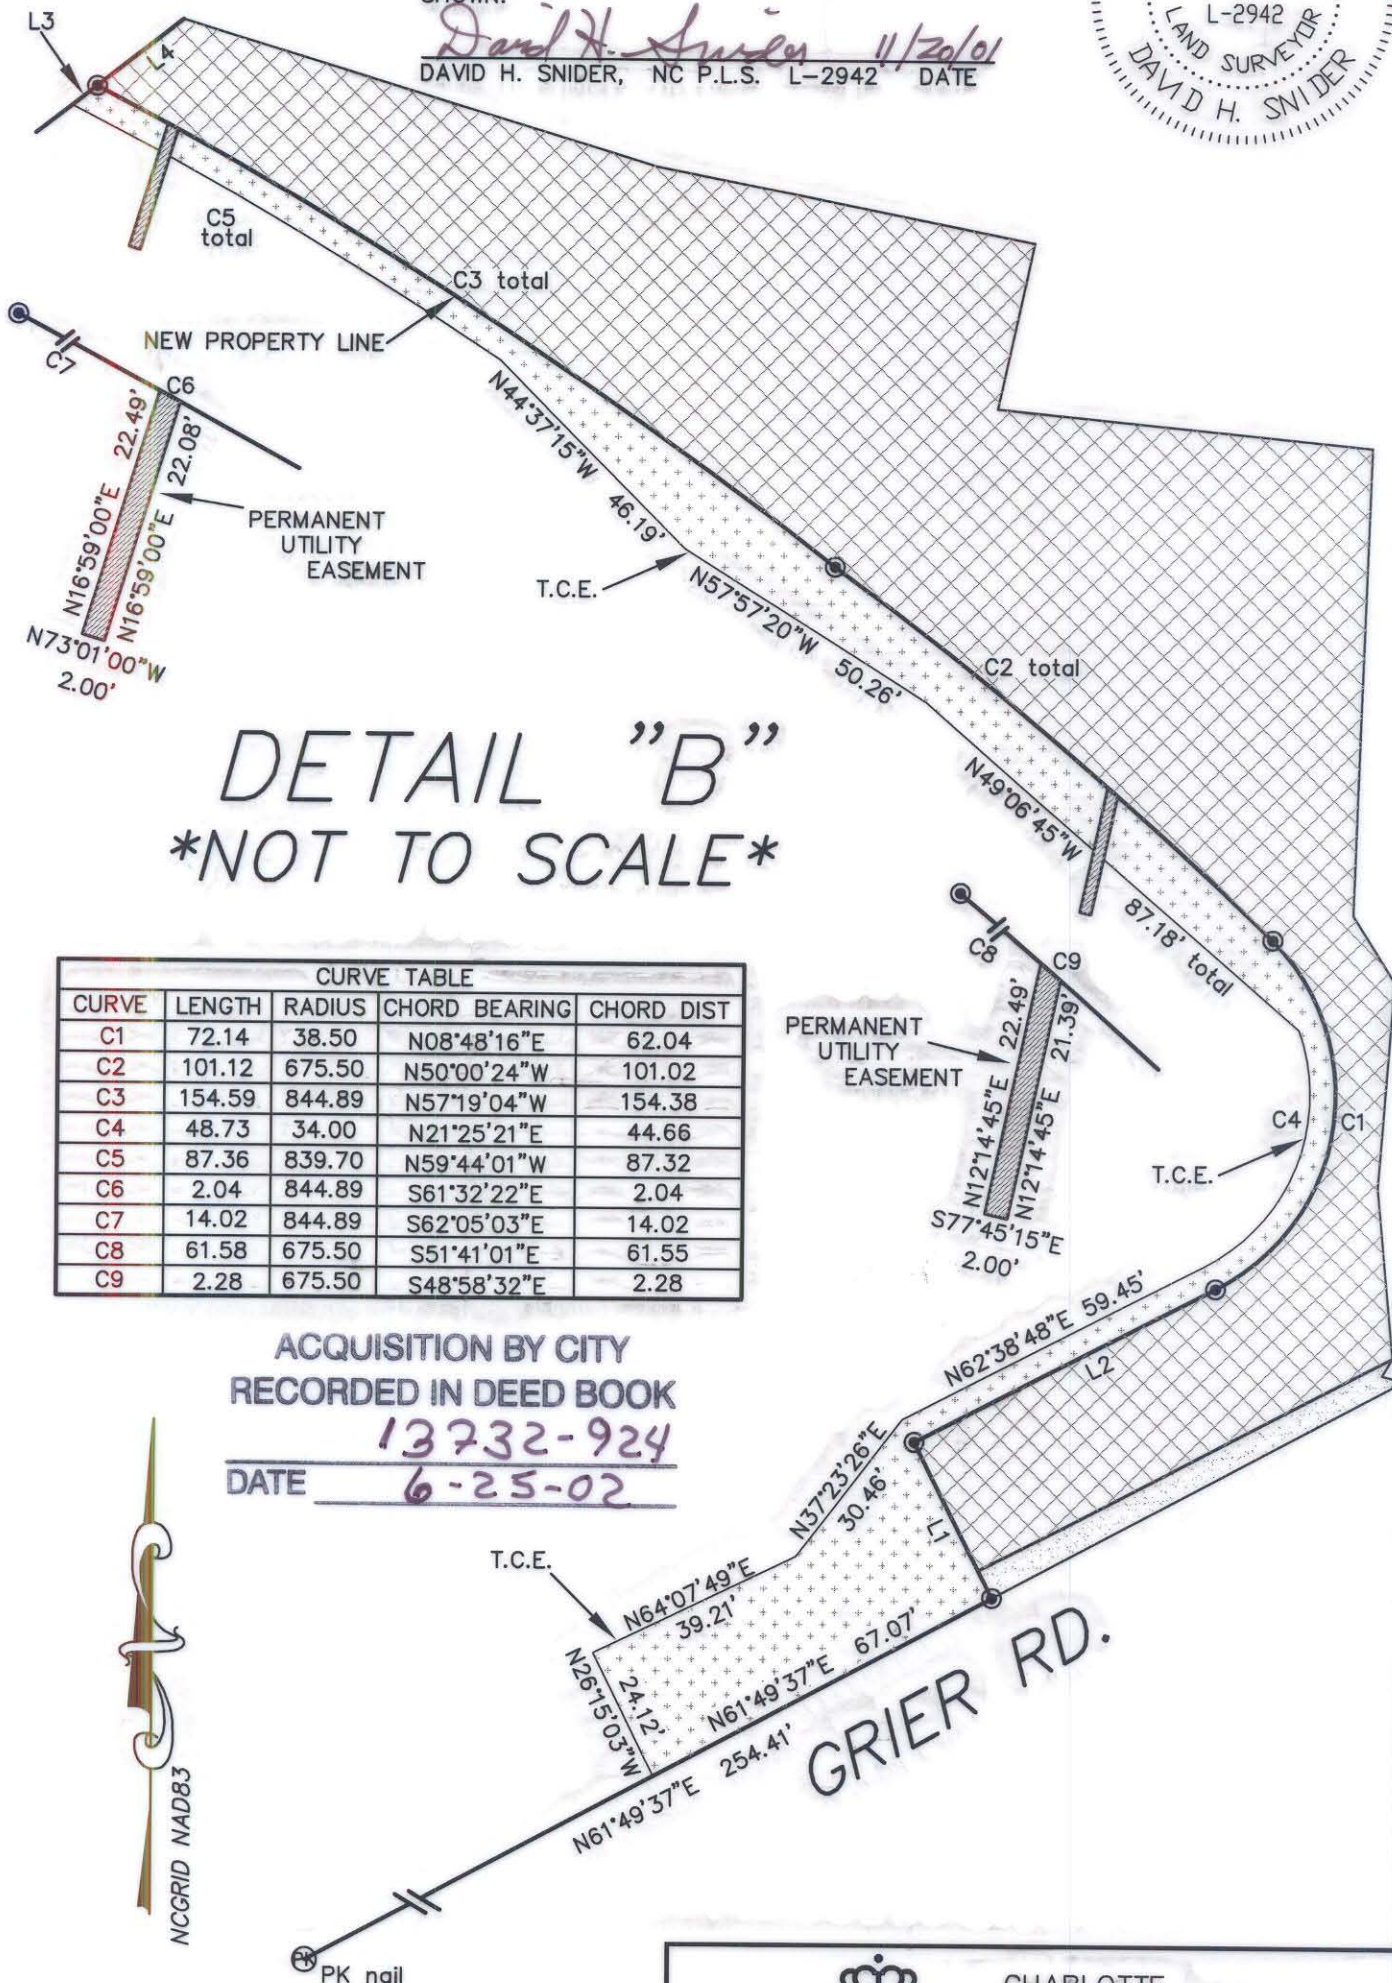 L3
L4
David H. Snider 11/20/01
DAVID H. SNIDER, NC P.L.S. L-2942 DATE
L-2942
LAND SURVEYOR
DAVID H. SNIDER
C5
total
C3 total
NEW PROPERTY LINE
C7
C6
22.49'
22.08'
N16°59'00"E
N16°59'00"E
N73°01'00"W
2.00'
PERMANENT
UTILITY
EASEMENT
N44°37'15"W 46.19'
T.C.E.
N57°57'20"W 50.26'
C2 total
N49°06'45"W
87.18' total
DETAIL "B"
*NOT TO SCALE*
C8
C9
22.49'
21.39'
PERMANENT
UTILITY
EASEMENT
N12°14'45"E
N12°14'45"E
S77°45'15"E
2.00'
C4
C1
T.C.E.
CURVE TABLE
CURVE LENGTH RADIUS CHORD BEARING CHORD DIST
C1 72.14 38.50 N08°48'16"E 62.04
C2 101.12 675.50 N50°00'24"W 101.02
C3 154.59 844.89 N57°19'04"W 154.38
C4 48.73 34.00 N21°25'21"E 44.66
C5 87.36 839.70 N59°44'01"W 87.32
C6 2.04 844.89 S61°32'22"E 2.04
C7 14.02 844.89 S62°05'03"E 14.02
C8 61.58 675.50 S51°41'01"E 61.55
C9 2.28 675.50 S48°58'32"E 2.28
ACQUISITION BY CITY
RECORDED IN DEED BOOK
13732-924
DATE 6-25-02
N62°38'48"E 59.45'
L2
N37°23'26"E
30.46'
L1
T.C.E.
N64°07'49"E
39.21'
N26°15'03"W
24.12'
N61°49'37"E 67.07'
N61°49'37"E 254.41'
GRIER RD.
NCGRID NAD83
PK
PK nail
CHARLOTTE